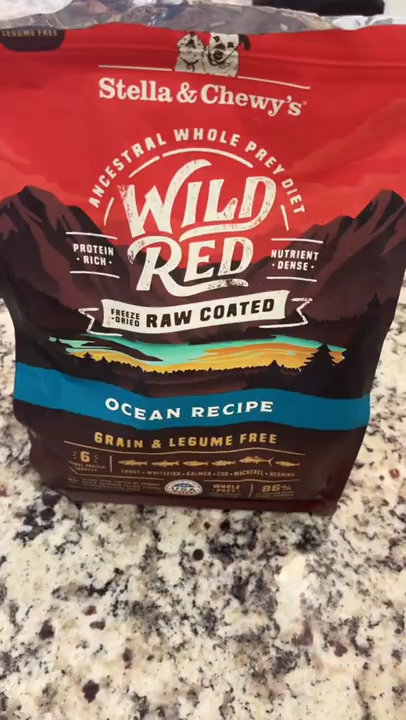 LEGUME FREE
Stella & Chewy's
ANCESTRAL WHOLE PREY DIET
WILD
RED
PROTEIN
• RICH •
NUTRIENT
• DENSE •
FREEZE
• DRIED
RAW COATED
OCEAN RECIPE
GRAIN & LEGUME FREE
6
TROUT • WHITEFISH • SALMON • COD • MACKEREL • HERRING
USA
WHOLE
PREY
86%